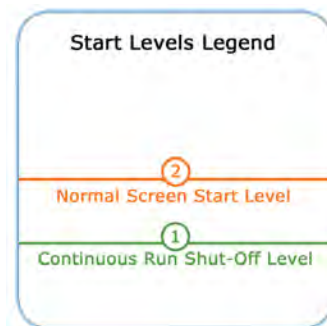 Start Levels Legend
2
Normal Screen Start Level
1
Continuous Run Shut-Off Level